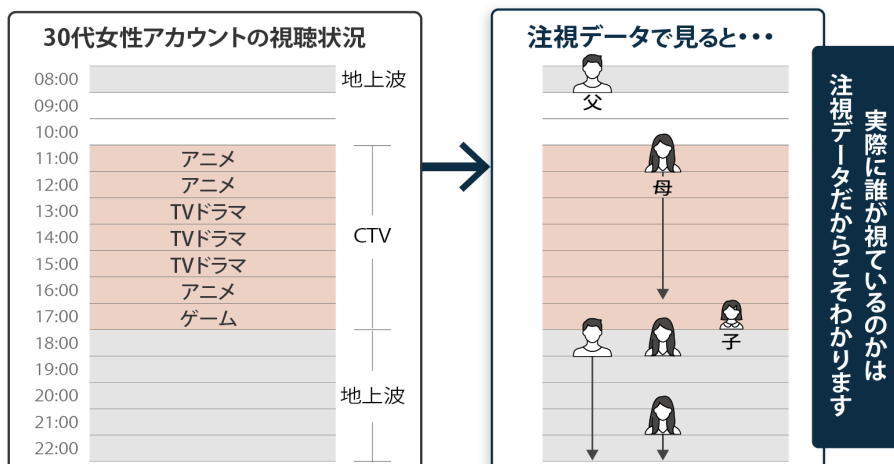 30代女性アカウントの視聴状況
08:00 地上波
09:00
10:00
11:00 アニメ
12:00 アニメ
13:00 TVドラマ
14:00 TVドラマ CTV
15:00 TVドラマ
16:00 アニメ
17:00 ゲーム
18:00
19:00
20:00 地上波
21:00
22:00
注視データで見ると・・・
父
母
子
実際に誰が視ているのかは
注視データだからこそわかります